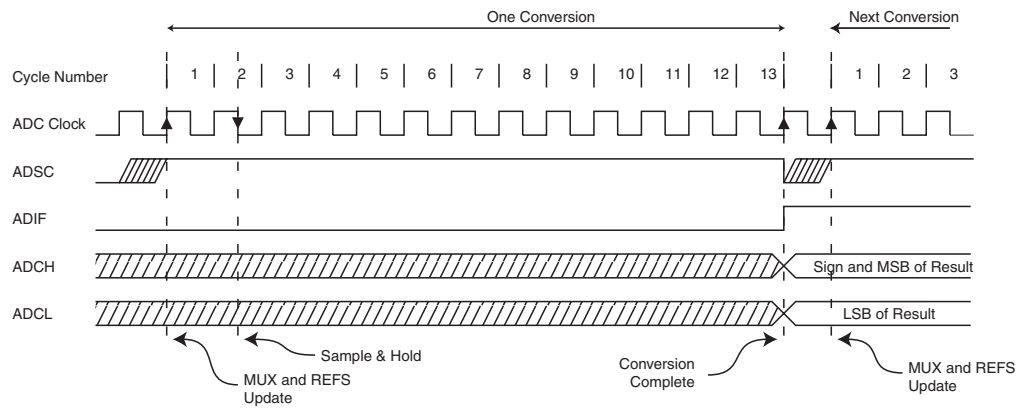 One Conversion
Next Conversion
Cycle Number 1 2 3 4 5 6 7 8 9 10 11 12 13 1 2 3
ADC Clock
ADSC
ADIF
ADCH
Sign and MSB of Result
ADCL
LSB of Result
Sample & Hold
MUX and REFS
Update
Conversion
Complete
MUX and REFS
Update